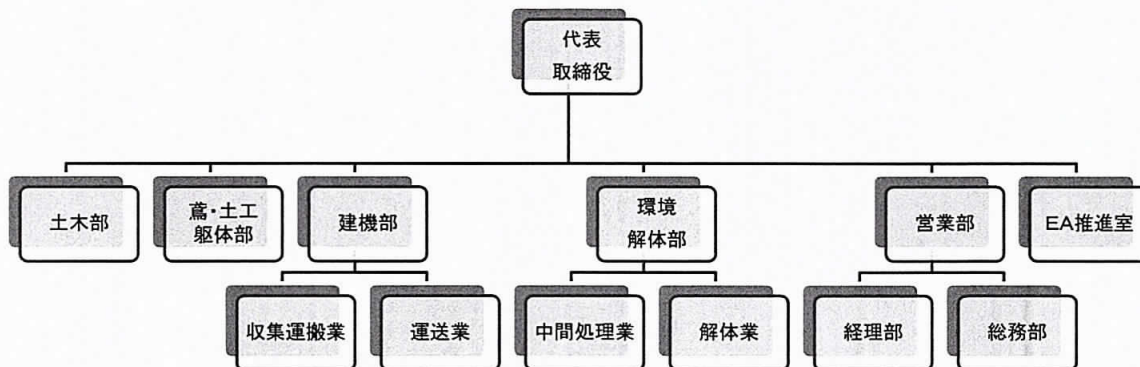 代表
取締役
土木部
鳶・土工
躯体部
建機部
環境
解体部
営業部
EA推進室
収集運搬業
運送業
中間処理業
解体業
経理部
総務部